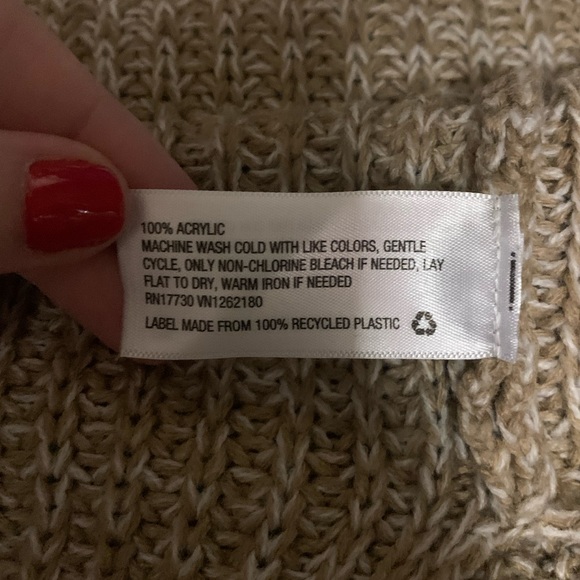 100% ACRYLIC
MACHINE WASH COLD WITH LIKE COLORS, GENTLE
CYCLE, ONLY NON-CHLORINE BLEACH IF NEEDED, LAY
FLAT TO DRY, WARM IRON IF NEEDED
RN17730 VN1262180
LABEL MADE FROM 100% RECYCLED PLASTIC